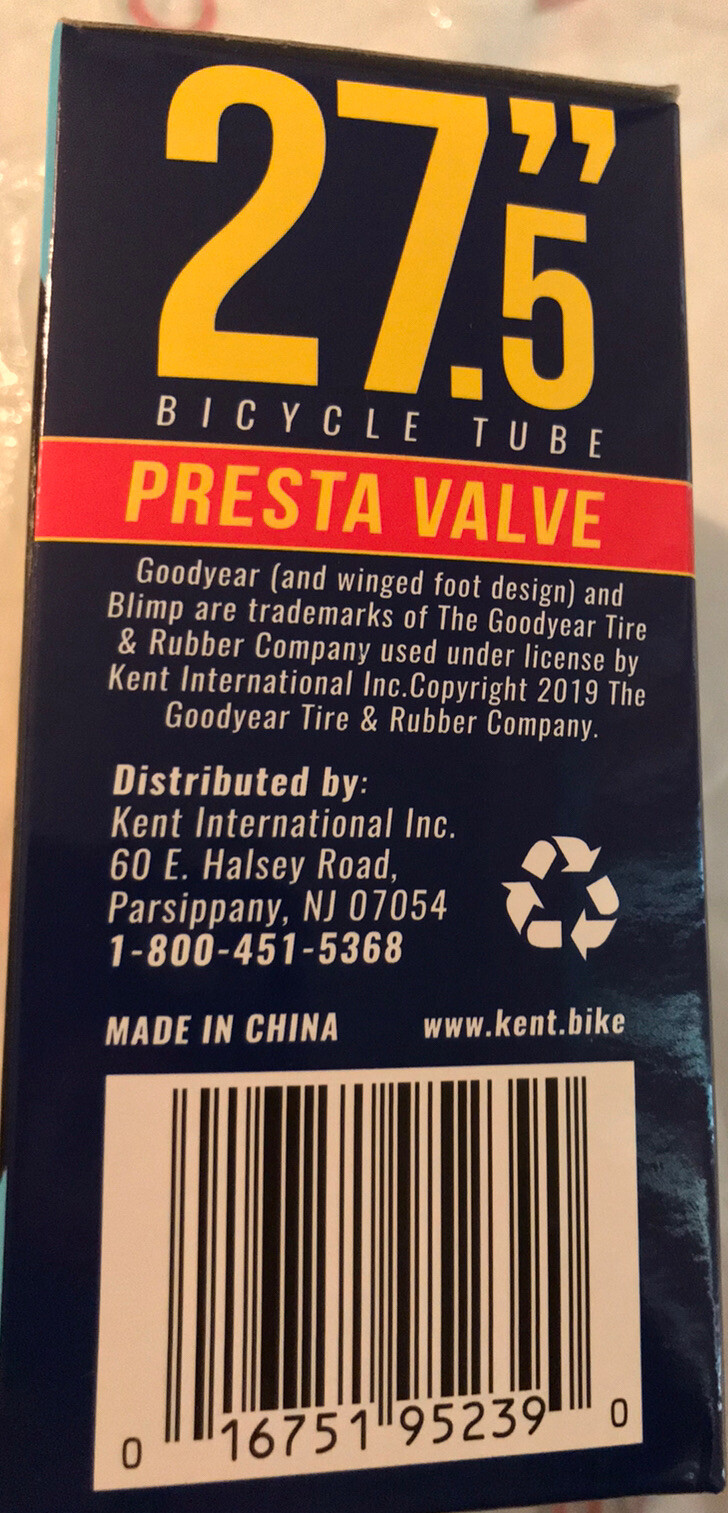 27.5”
BICYCLE TUBE
PRESTA VALVE
Goodyear (and winged foot design) and
Blimp are trademarks of The Goodyear Tire
& Rubber Company used under license by
Kent International Inc.Copyright 2019 The
Goodyear Tire & Rubber Company.
Distributed by:
Kent International Inc.
60 E. Halsey Road,
Parsippany, NJ 07054
1-800-451-5368
MADE IN CHINA www.kent.bike
0 16751 95239 0